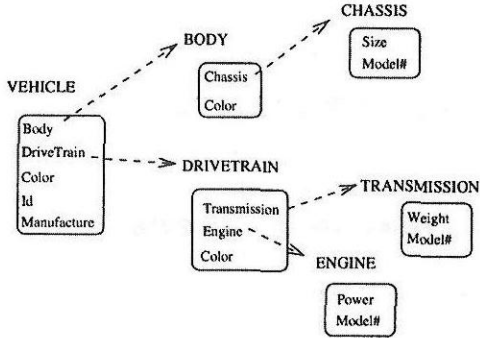 CHASSIS
Size
Model#
BODY
Chassis
Color
VEHICLE
Body
DriveTrain
Color
Id
Manufacture
DRIVETRAIN
Transmission
Engine
Color
TRANSMISSION
Weight
Model#
ENGINE
Power
Model#